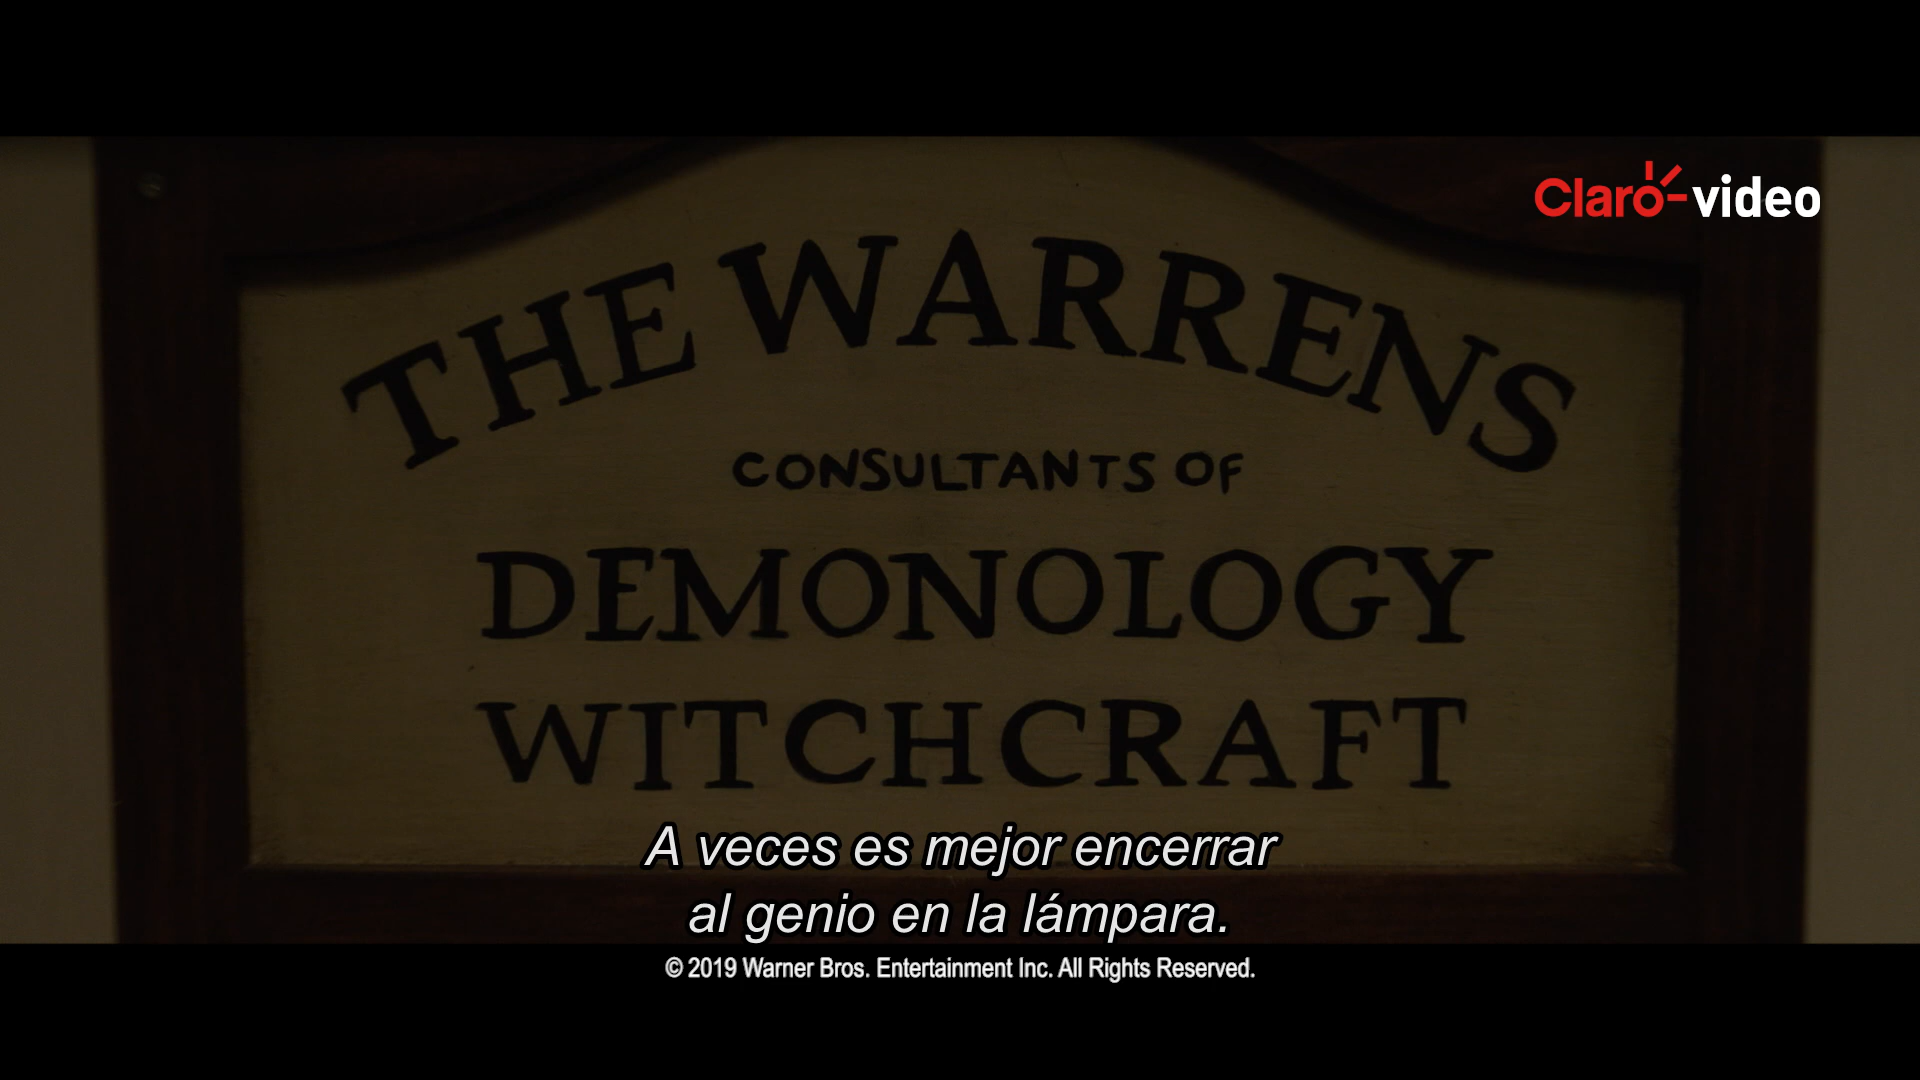 Claro video
THE WARRENS
CONSULTANTS OF
DEMONOLOGY
WITCHCRAFT
A veces es mejor encerrar
al genio en la lámpara.
© 2019 Warner Bros. Entertainment Inc. All Rights Reserved.